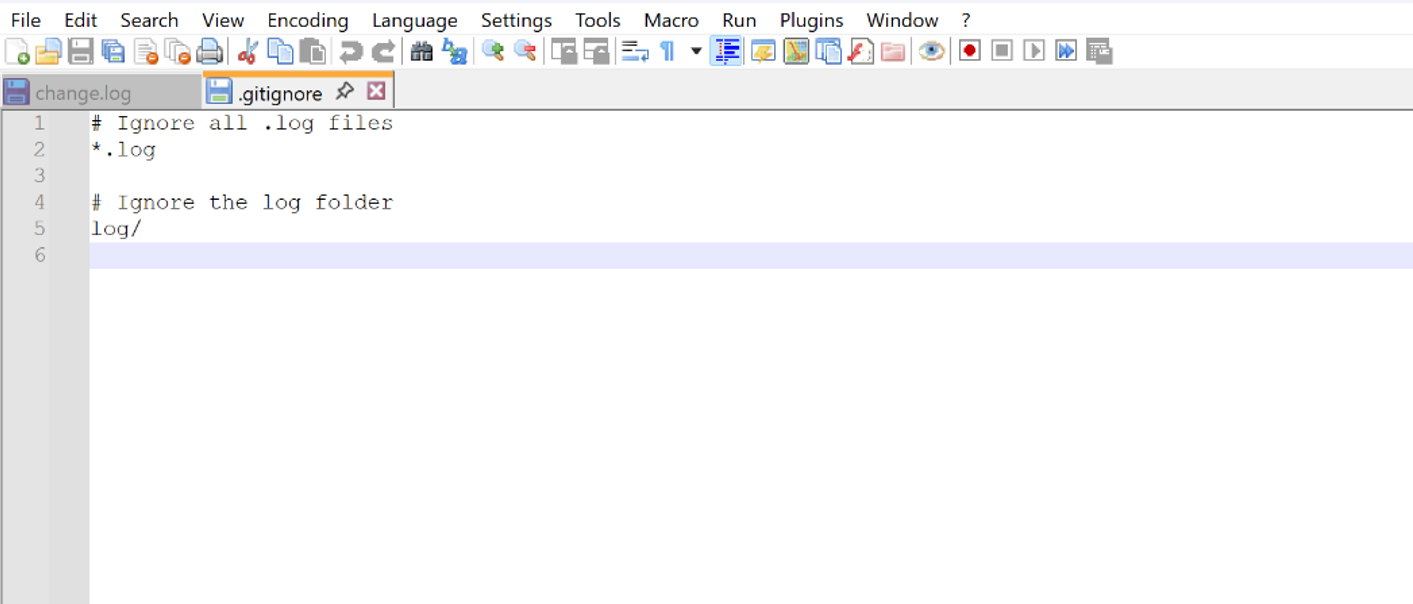 File Edit Search View Encoding Language Settings Tools Macro Run Plugins Window ?
change.log .gitignore
1 # Ignore all .log files
2 *.log
3
4 # Ignore the log folder
5 log/
6